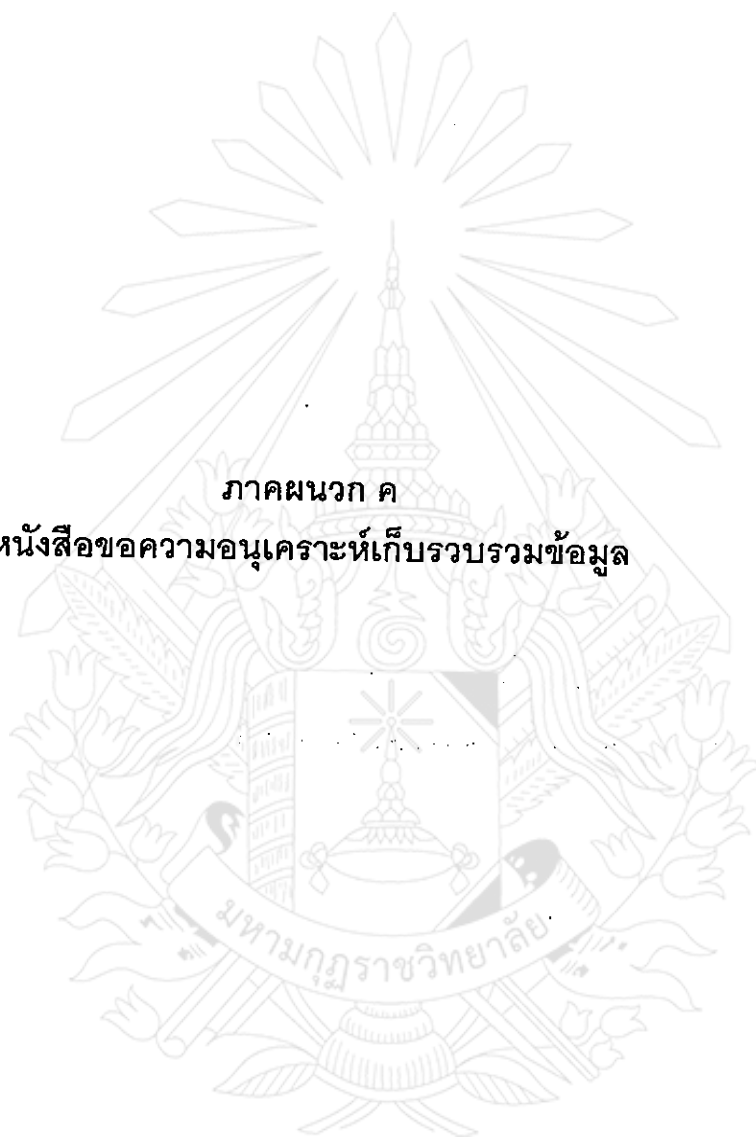 ภาคผนวก ค
หนังสือขอความอนุเคราะห์เก็บรวบรวมข้อมูล
มหามกุฏราชวิทยาลัย